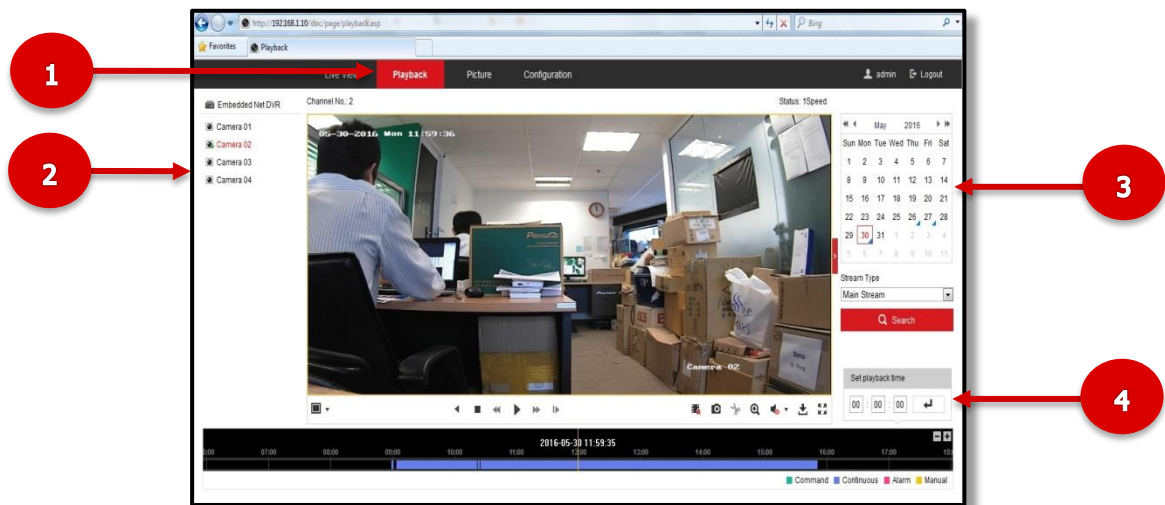 http://192.168.1.10/doc/page/playback.asp
Bing
Favorites
Playback
1
Live View
Playback
Picture
Configuration
admin
Logout
Embedded Net DVR
Channel No.: 2
Status: 1Speed
Camera 01
Camera 02
Camera 03
Camera 04
2
05-30-2016 Mon 11:59:36
Camera 02
May 2016
Sun Mon Tue Wed Thu Fri Sat
1 2 3 4 5 6 7
8 9 10 11 12 13 14
15 16 17 18 19 20 21
22 23 24 25 26 27 28
29 30 31 1 2 3 4
5 6 7 8 9 10 11
3
Stream Type
Main Stream
Search
Set playback time
00 : 00 : 00
4
2016-05-30 11:59:35
07:00 08:00 09:00 10:00 11:00 12:00 13:00 14:00 15:00 16:00 17:00
Command
Continuous
Alarm
Manual